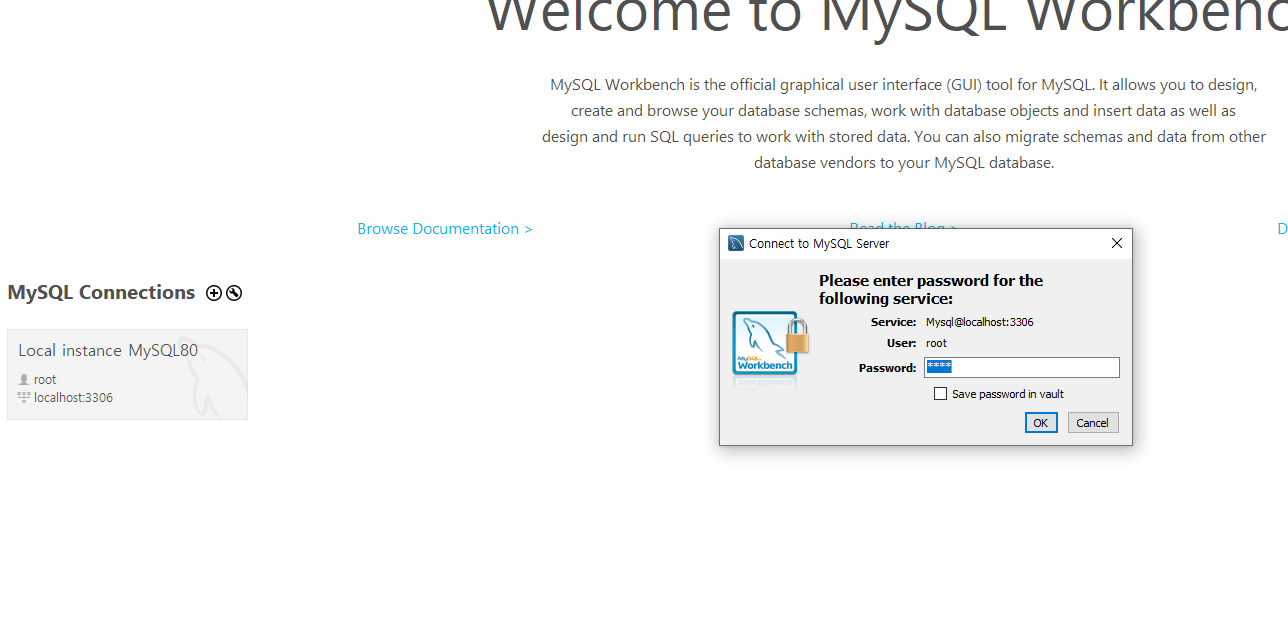 Welcome to MySQL Workbenc
MySQL Workbench is the official graphical user interface (GUI) tool for MySQL. It allows you to design,
create and browse your database schemas, work with database objects and insert data as well as
design and run SQL queries to work with stored data. You can also migrate schemas and data from other
database vendors to your MySQL database.
Browse Documentation >
Read the Blog >
D
MySQL Connections
Local instance MySQL80
root
localhost:3306
Connect to MySQL Server
Please enter password for the
following service:
Service: Mysql@localhost:3306
User: root
Password: ****
Save password in vault
OK Cancel
MySQL
Workbench